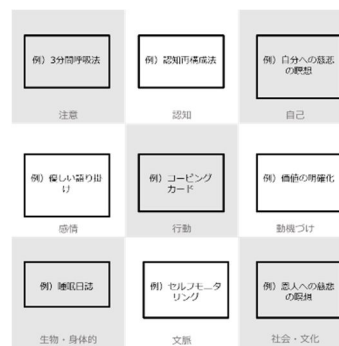 例）3分間呼吸法
例）認知再構成法
例）自分への慈悲
の瞑想
注意
認知
自己
例）優しい語り掛
け
例）コーピング
カード
例）価値の明確化
感情
行動
動機づけ
例）睡眠日誌
例）セルフモニタ
リング
例）恩人への慈悲
の瞑想
生物・身体的
文脈
社会・文化